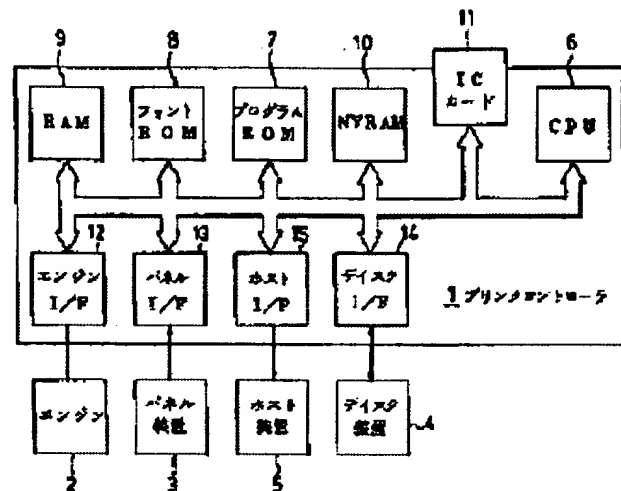 9
8
7
10
11
6
RAM
フォント
ROM
プログラム
ROM
NVRAM
IC
カード
CPU
12
13
15
14
エンジン
I/F
パネル
I/F
ホスト
I/F
ディスク
I/F
1 プリンタコントローラ
エンジン
パネル
装置
ホスト
装置
ディスク
装置
2
3
5
4